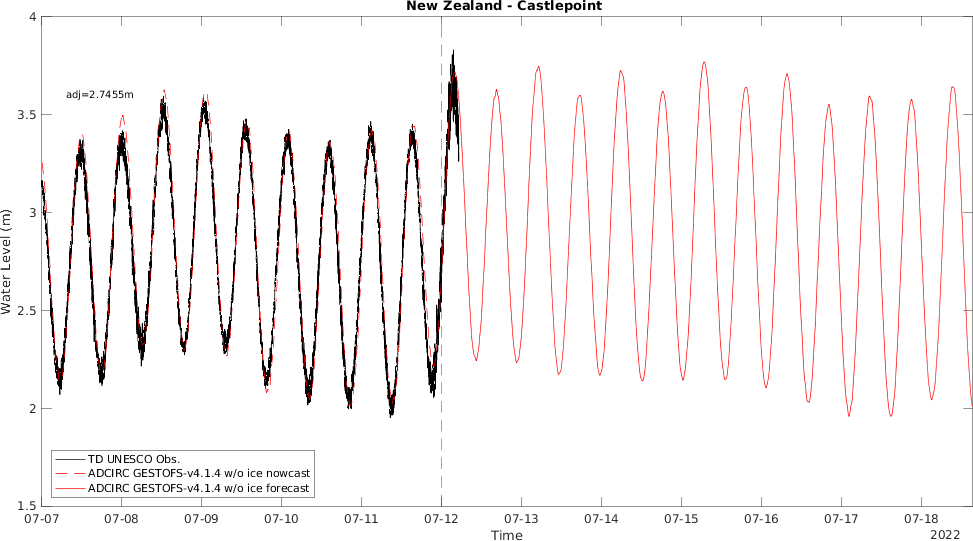 New Zealand - Castlepoint
4
adj=2.7455m
3.5
3
Water Level (m)
2.5
2
TD UNESCO Obs.
ADCIRC GESTOFS-v4.1.4 w/o ice nowcast
ADCIRC GESTOFS-v4.1.4 w/o ice forecast
1.5
07-07 07-08 07-09 07-10 07-11 07-12 07-13 07-14 07-15 07-16 07-17 07-18
Time 2022